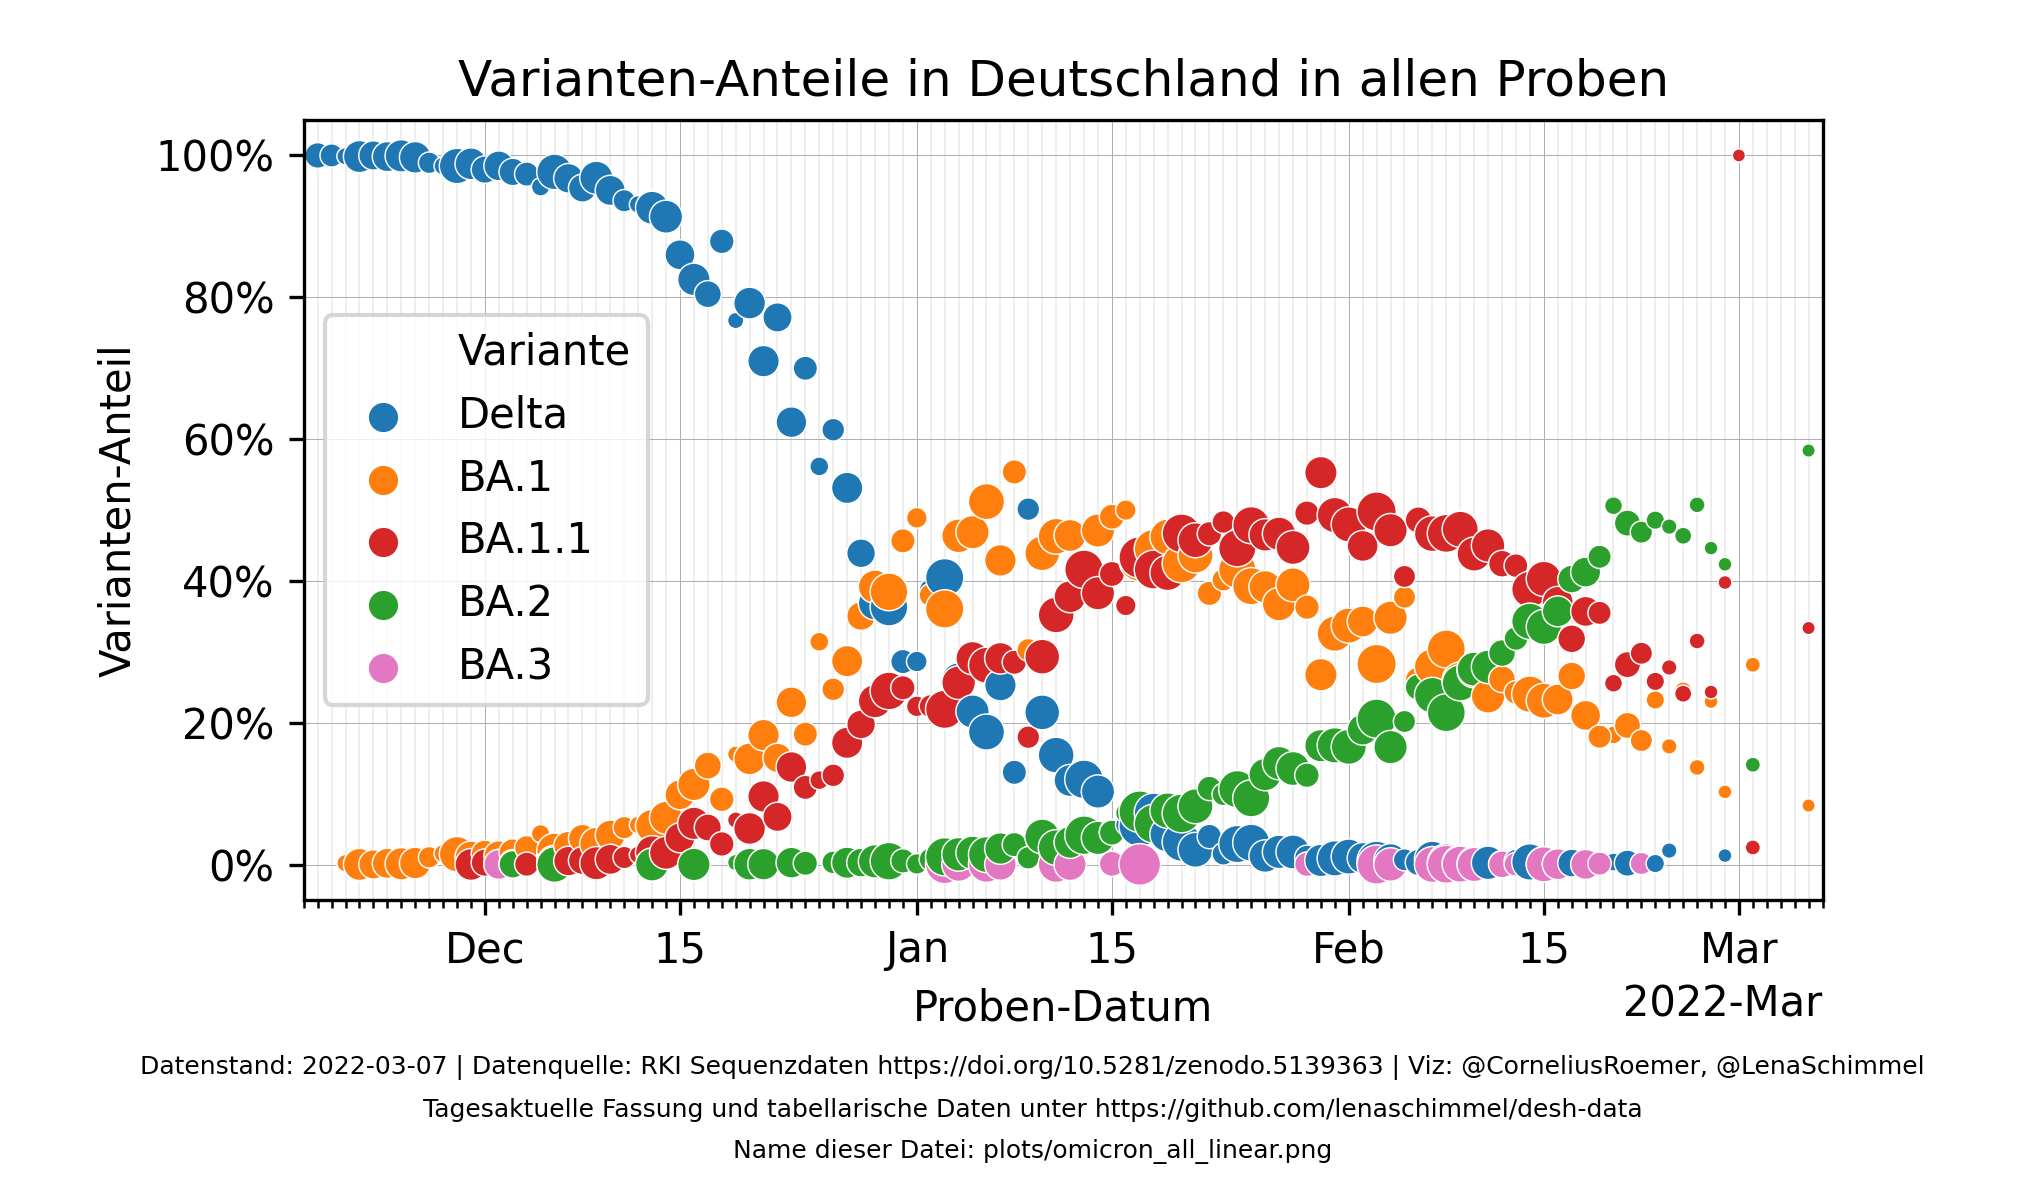 Varianten-Anteile in Deutschland in allen Proben
100%
80%
60%
40%
20%
0%
Varianten-Anteil
Variante
Delta
BA.1
BA.1.1
BA.2
BA.3
Dec 15 Jan 15 Feb 15 Mar
Proben-Datum
2022-Mar
Datenstand: 2022-03-07 | Datenquelle: RKI Sequenzdaten https://doi.org/10.5281/zenodo.5139363 | Viz: @CorneliusRoemer, @LenaSchimmel
Tagesaktuelle Fassung und tabellarische Daten unter https://github.com/lenaschimmel/desh-data
Name dieser Datei: plots/omicron_all_linear.png